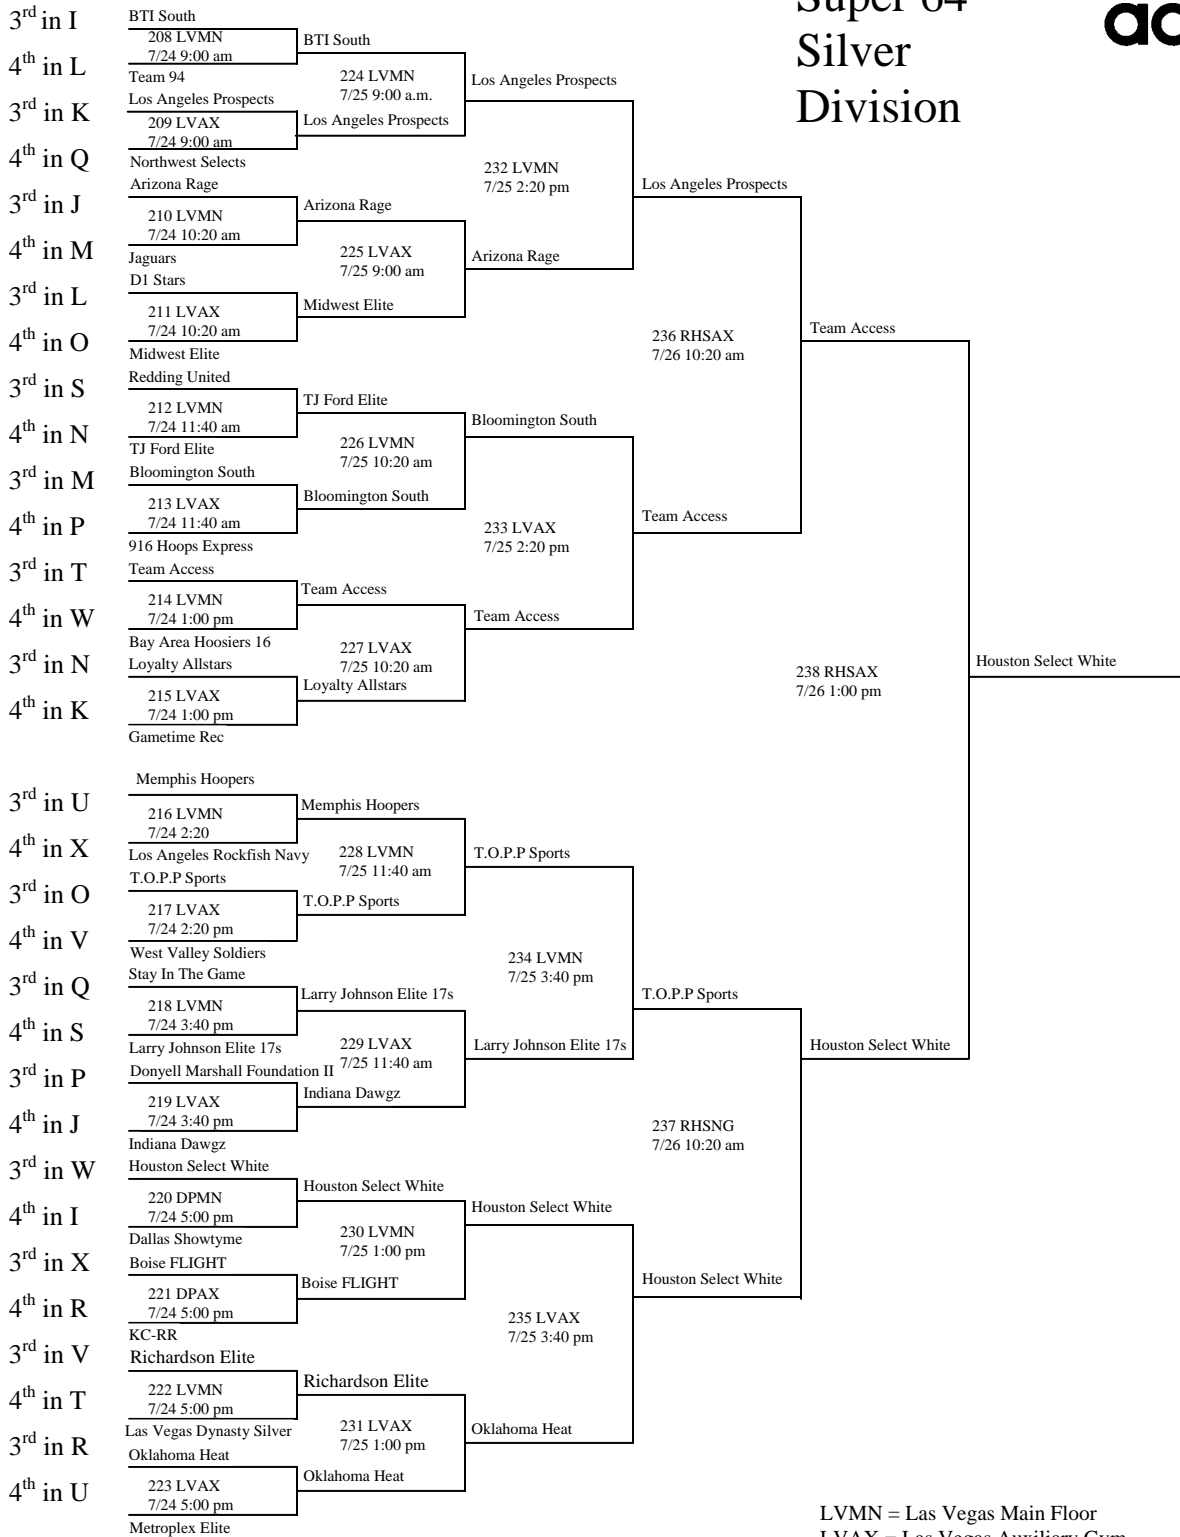 Super 64
Silver
Division
3rd in I
4th in L
3rd in K
4th in Q
3rd in J
4th in M
3rd in L
4th in O
3rd in S
4th in N
3rd in M
4th in P
3rd in T
4th in W
3rd in N
4th in K
3rd in U
4th in X
3rd in O
4th in V
3rd in Q
4th in S
3rd in P
4th in J
3rd in W
4th in I
3rd in X
4th in R
3rd in V
4th in T
3rd in R
4th in U
BTI South
208 LVMN
7/24 9:00 am
Team 94
Los Angeles Prospects
209 LVAX
7/24 9:00 am
Northwest Selects
Arizona Rage
210 LVMN
7/24 10:20 am
Jaguars
D1 Stars
211 LVAX
7/24 10:20 am
Midwest Elite
Redding United
212 LVMN
7/24 11:40 am
TJ Ford Elite
Bloomington South
213 LVAX
7/24 11:40 am
916 Hoops Express
Team Access
214 LVMN
7/24 1:00 pm
Bay Area Hoosiers 16
Loyalty Allstars
215 LVAX
7/24 1:00 pm
Gametime Rec
Memphis Hoopers
216 LVMN
7/24 2:20
Los Angeles Rockfish Navy
T.O.P.P Sports
217 LVAX
7/24 2:20 pm
West Valley Soldiers
Stay In The Game
218 LVMN
7/24 3:40 pm
Larry Johnson Elite 17s
Donyell Marshall Foundation II
219 LVAX
7/24 3:40 pm
Indiana Dawgz
Houston Select White
220 DPMN
7/24 5:00 pm
Dallas Showtyme
Boise FLIGHT
221 DPAX
7/24 5:00 pm
KC-RR
Richardson Elite
222 LVMN
7/24 5:00 pm
Las Vegas Dynasty Silver
Oklahoma Heat
223 LVAX
7/24 5:00 pm
Metroplex Elite
BTI South
224 LVMN
7/25 9:00 a.m.
Los Angeles Prospects
Arizona Rage
225 LVAX
7/25 9:00 am
Midwest Elite
TJ Ford Elite
226 LVMN
7/25 10:20 am
Bloomington South
Team Access
227 LVAX
7/25 10:20 am
Loyalty Allstars
Memphis Hoopers
228 LVMN
7/25 11:40 am
T.O.P.P Sports
Larry Johnson Elite 17s
229 LVAX
7/25 11:40 am
Indiana Dawgz
Houston Select White
230 LVMN
7/25 1:00 pm
Boise FLIGHT
Richardson Elite
231 LVAX
7/25 1:00 pm
Oklahoma Heat
Los Angeles Prospects
232 LVMN
7/25 2:20 pm
Arizona Rage
Bloomington South
233 LVAX
7/25 2:20 pm
Team Access
T.O.P.P Sports
234 LVMN
7/25 3:40 pm
Larry Johnson Elite 17s
Houston Select White
235 LVAX
7/25 3:40 pm
Oklahoma Heat
Los Angeles Prospects
236 RHSAX
7/26 10:20 am
Team Access
T.O.P.P Sports
237 RHSNG
7/26 10:20 am
Houston Select White
Team Access
238 RHSAX
7/26 1:00 pm
Houston Select White
Houston Select White
LVMN = Las Vegas Main Floor
LVAX = Las Vegas Auxiliary Gym